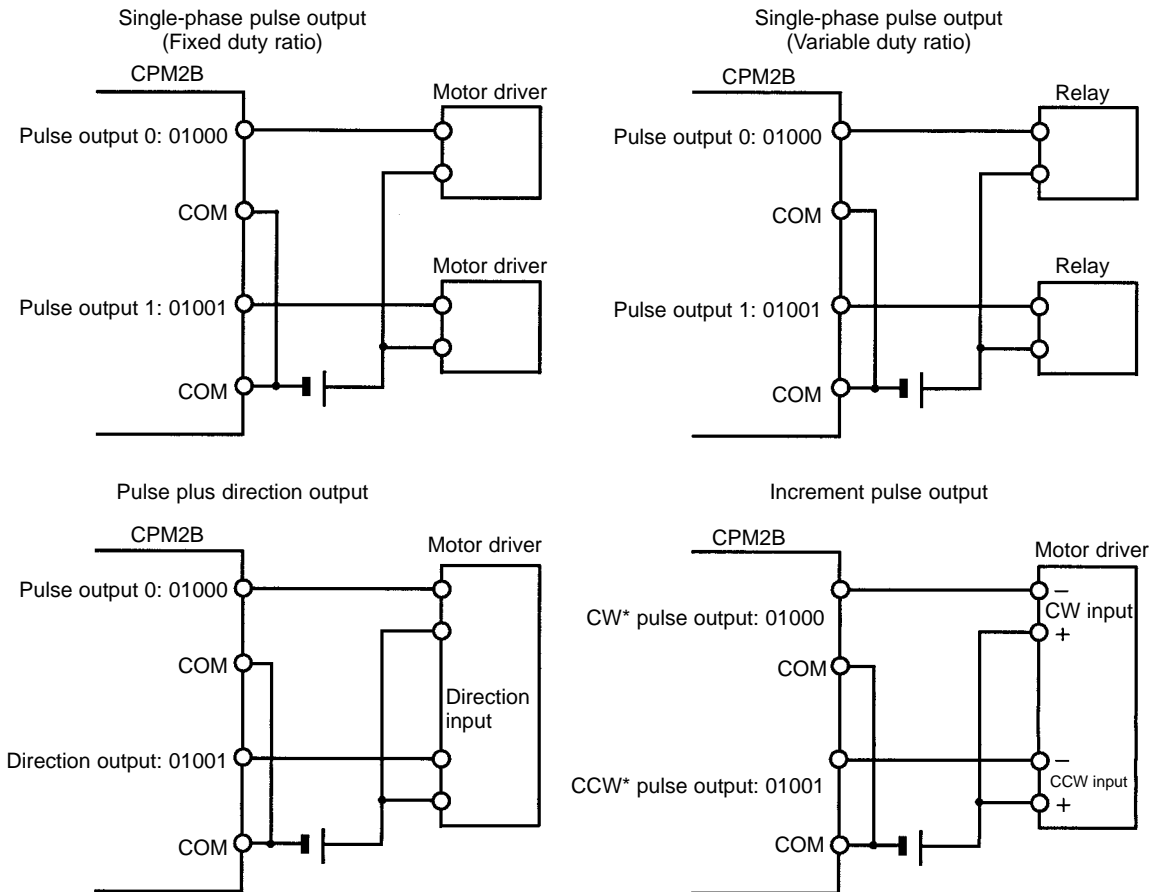 Single-phase pulse output
(Fixed duty ratio)
CPM2B
Motor driver
Pulse output 0: 01000
COM
Motor driver
Pulse output 1: 01001
COM
Single-phase pulse output
(Variable duty ratio)
CPM2B
Relay
Pulse output 0: 01000
COM
Relay
Pulse output 1: 01001
COM
Pulse plus direction output
CPM2B
Motor driver
Pulse output 0: 01000
COM
Direction
input
Direction output: 01001
COM
Increment pulse output
CPM2B
Motor driver
−
CW* pulse output: 01000
CW input
+
COM
−
CCW* pulse output: 01001
CCW input
+
COM